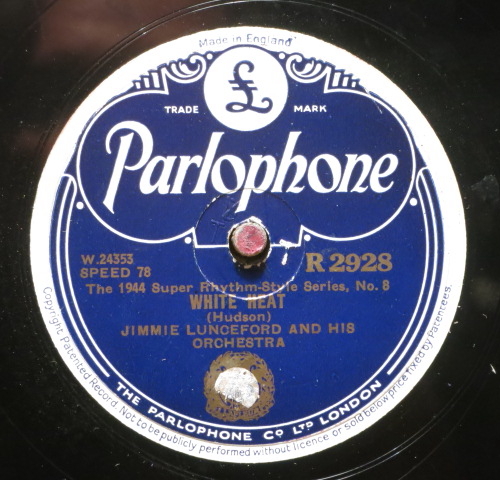 Made in England
£
TRADE MARK
Parlophone
W.24353
SPEED 78
R 2928
The 1944 Super Rhythm-Style Series, No. 8
WHITE HEAT
(Hudson)
JIMMIE LUNCEFORD AND HIS
ORCHESTRA
THE PARLOPHONE CO LTD LONDON
Copyright Patented Record. Not to be publicly performed without licence or Sold below price fixed by Patentees.